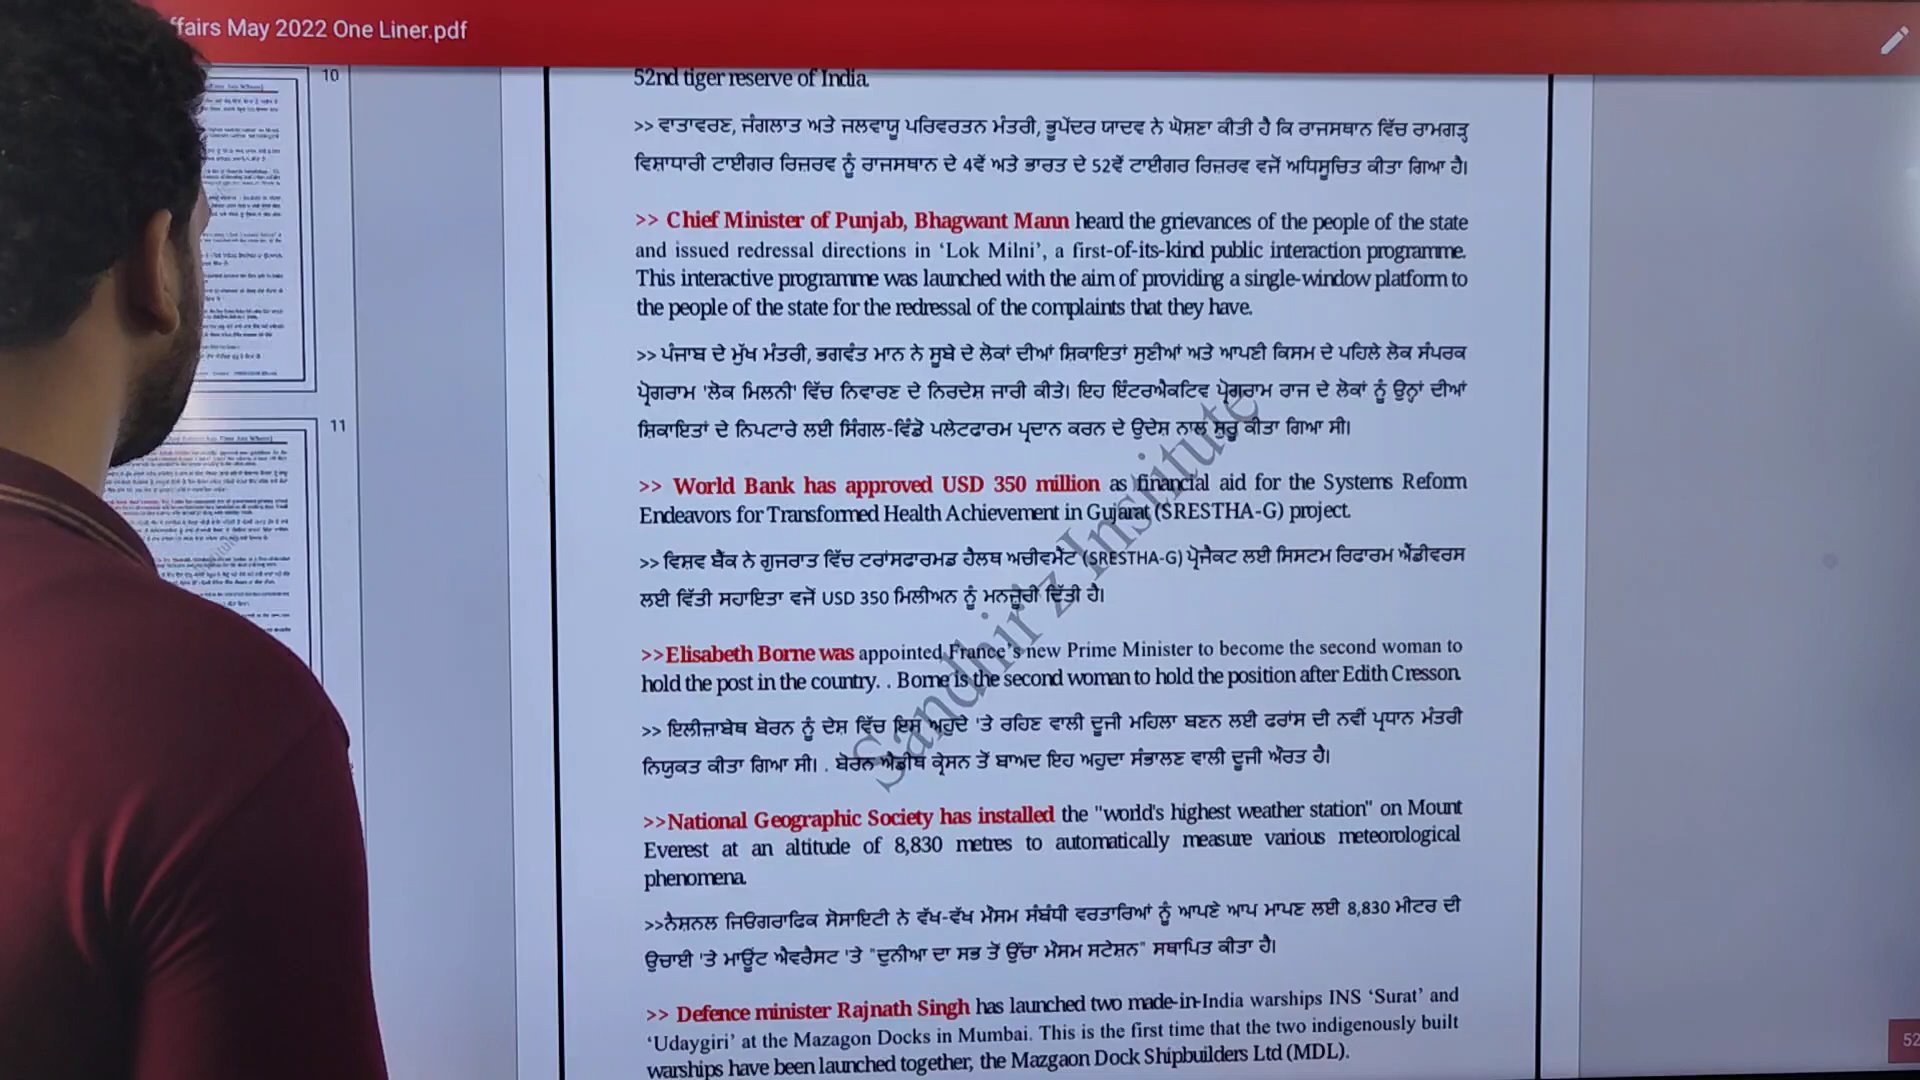 ffairs May 2022 One Liner.pdf
10
11
52nd tiger reserve of India.
>> ਵਾਤਾਵਰਣ, ਜੰਗਲਾਤ ਅਤੇ ਜਲਵਾਯੂ ਪਰਿਵਰਤਨ ਮੰਤਰੀ, ਭੂਪੇਂਦਰ ਯਾਦਵ ਨੇ ਘੋਸ਼ਣਾ ਕੀਤੀ ਹੈ ਕਿ ਰਾਜਸਥਾਨ ਵਿੱਚ ਰਾਮਗੜ੍ਹ
ਵਿਸ਼ਾਧਾਰੀ ਟਾਈਗਰ ਰਿਜ਼ਰਵ ਨੂੰ ਰਾਜਸਥਾਨ ਦੇ 4ਵੇਂ ਅਤੇ ਭਾਰਤ ਦੇ 52ਵੇਂ ਟਾਈਗਰ ਰਿਜ਼ਰਵ ਵਜੋਂ ਅਧਿਸੂਚਿਤ ਕੀਤਾ ਗਿਆ ਹੈ।
>> Chief Minister of Punjab, Bhagwant Mann heard the grievances of the people of the state
and issued redressal directions in ‘Lok Milni’, a first-of-its-kind public interaction programme.
This interactive programme was launched with the aim of providing a single-window platform to
the people of the state for the redressal of the complaints that they have.
>> ਪੰਜਾਬ ਦੇ ਮੁੱਖ ਮੰਤਰੀ, ਭਗਵੰਤ ਮਾਨ ਨੇ ਸੂਬੇ ਦੇ ਲੋਕਾਂ ਦੀਆਂ ਸ਼ਿਕਾਇਤਾਂ ਸੁਣੀਆਂ ਅਤੇ ਆਪਣੀ ਕਿਸਮ ਦੇ ਪਹਿਲੇ ਲੋਕ ਸੰਪਰਕ
ਪ੍ਰੋਗਰਾਮ 'ਲੋਕ ਮਿਲਨੀ' ਵਿੱਚ ਨਿਵਾਰਣ ਦੇ ਨਿਰਦੇਸ਼ ਜਾਰੀ ਕੀਤੇ। ਇਹ ਇੰਟਰਐਕਟਿਵ ਪ੍ਰੋਗਰਾਮ ਰਾਜ ਦੇ ਲੋਕਾਂ ਨੂੰ ਉਨ੍ਹਾਂ ਦੀਆਂ
ਸ਼ਿਕਾਇਤਾਂ ਦੇ ਨਿਪਟਾਰੇ ਲਈ ਸਿੰਗਲ-ਵਿੰਡੋ ਪਲੇਟਫਾਰਮ ਪ੍ਰਦਾਨ ਕਰਨ ਦੇ ਉਦੇਸ਼ ਨਾਲ ਸ਼ੁਰੂ ਕੀਤਾ ਗਿਆ ਸੀ।
>> World Bank has approved USD 350 million as financial aid for the Systems Reform
Endeavors for Transformed Health Achievement in Gujarat (SRESTHA-G) project.
>> ਵਿਸ਼ਵ ਬੈਂਕ ਨੇ ਗੁਜਰਾਤ ਵਿੱਚ ਟਰਾਂਸਫਾਰਮਡ ਹੈਲਥ ਅਚੀਵਮੈਂਟ (SRESTHA-G) ਪ੍ਰੋਜੈਕਟ ਲਈ ਸਿਸਟਮ ਰਿਫਾਰਮ ਐਂਡੀਵਰਸ
ਲਈ ਵਿੱਤੀ ਸਹਾਇਤਾ ਵਜੋਂ USD 350 ਮਿਲੀਅਨ ਨੂੰ ਮਨਜ਼ੂਰੀ ਦਿੱਤੀ ਹੈ।
>>Elisabeth Borne was appointed France’s new Prime Minister to become the second woman to
hold the post in the country. . Borne is the second woman to hold the position after Edith Cresson.
>> ਇਲੀਜ਼ਾਬੇਥ ਬੋਰਨ ਨੂੰ ਦੇਸ਼ ਵਿੱਚ ਇਸ ਅਹੁਦੇ 'ਤੇ ਰਹਿਣ ਵਾਲੀ ਦੂਜੀ ਮਹਿਲਾ ਬਣਨ ਲਈ ਫਰਾਂਸ ਦੀ ਨਵੀਂ ਪ੍ਰਧਾਨ ਮੰਤਰੀ
ਨਿਯੁਕਤ ਕੀਤਾ ਗਿਆ ਸੀ। . ਬੋਰਨ ਐਡੀਥ ਕ੍ਰੇਸਨ ਤੋਂ ਬਾਅਦ ਇਹ ਅਹੁਦਾ ਸੰਭਾਲਣ ਵਾਲੀ ਦੂਜੀ ਔਰਤ ਹੈ।
>>National Geographic Society has installed the "world's highest weather station" on Mount
Everest at an altitude of 8,830 metres to automatically measure various meteorological
phenomena.
>>ਨੈਸ਼ਨਲ ਜਿਓਗਰਾਫਿਕ ਸੋਸਾਇਟੀ ਨੇ ਵੱਖ-ਵੱਖ ਮੌਸਮ ਸੰਬੰਧੀ ਵਰਤਾਰਿਆਂ ਨੂੰ ਆਪਣੇ ਆਪ ਮਾਪਣ ਲਈ 8,830 ਮੀਟਰ ਦੀ
ਉਚਾਈ 'ਤੇ ਮਾਊਂਟ ਐਵਰੈਸਟ 'ਤੇ "ਦੁਨੀਆ ਦਾ ਸਭ ਤੋਂ ਉੱਚਾ ਮੌਸਮ ਸਟੇਸ਼ਨ" ਸਥਾਪਿਤ ਕੀਤਾ ਹੈ।
>> Defence minister Rajnath Singh has launched two made-in-India warships INS ‘Surat’ and
‘Udaygiri’ at the Mazagon Docks in Mumbai. This is the first time that the two indigenously built
warships have been launched together, the Mazgaon Dock Shipbuilders Ltd (MDL).
Sandhir'z Institute
52